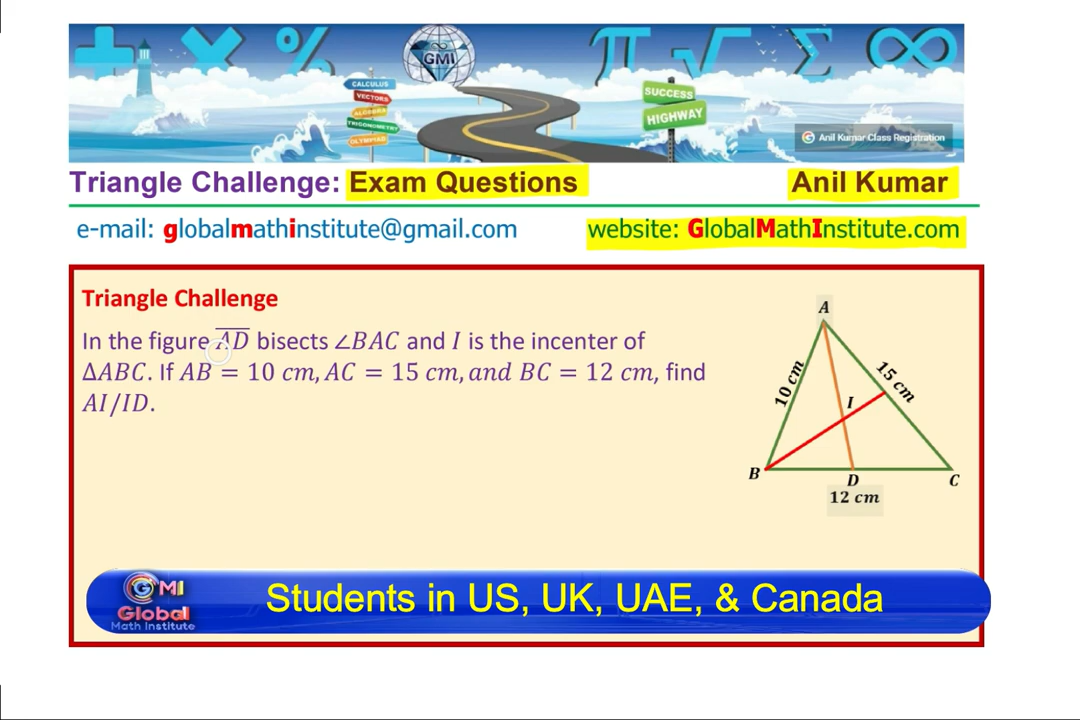 GMI
CALCULUS
VECTORS
ALGEBRA
TRIGONOMETRY
OLYMPIAD
SUCCESS
HIGHWAY
Anil Kumar Class Registration
Triangle Challenge: Exam Questions Anil Kumar
e-mail: globalmathinstitute@gmail.com website: GlobalMathInstitute.com
Triangle Challenge
In the figure \overline{AD} bisects ∠BAC and I is the incenter of
ΔABC. If AB = 10 cm, AC = 15 cm, and BC = 12 cm, find
AI/ID.
A
10 cm
15 cm
I
B
D
C
12 cm
GMI
Global
Math Institute
Students in US, UK, UAE, & Canada